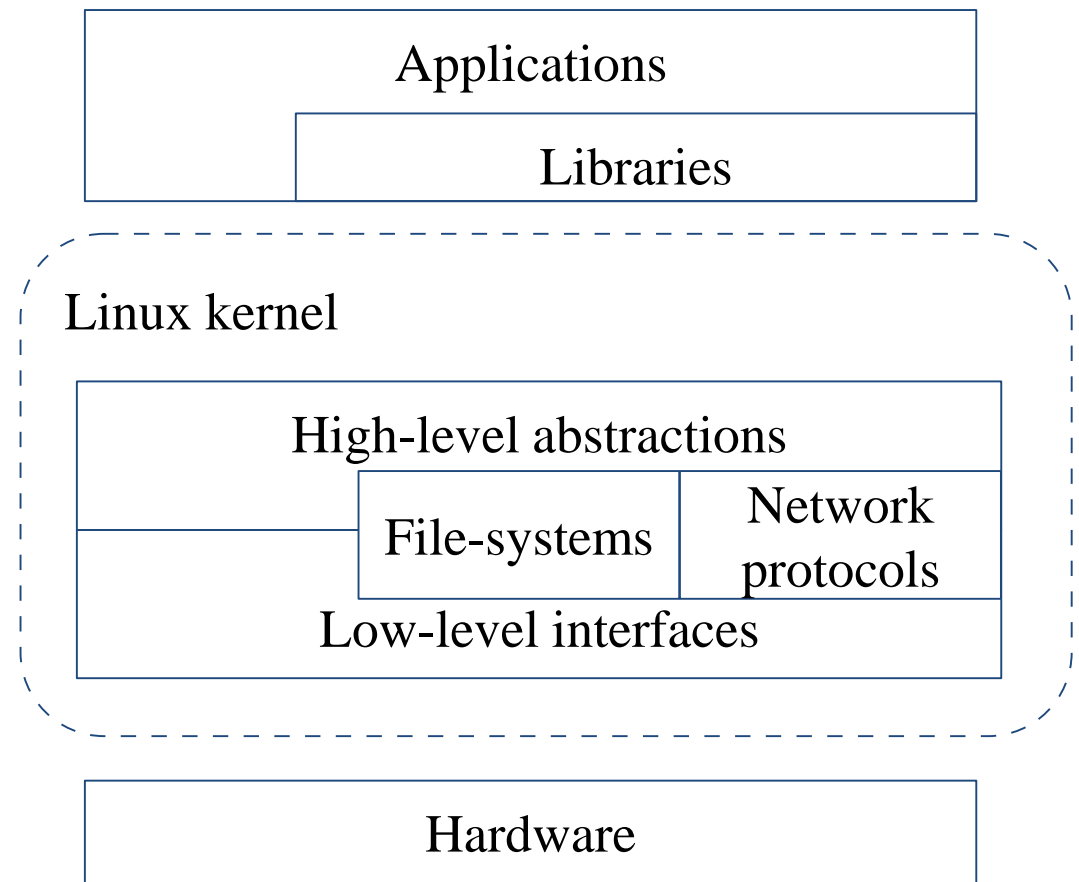 Applications
Libraries
Linux kernel
High-level abstractions
File-systems
Network
protocols
Low-level interfaces
Hardware